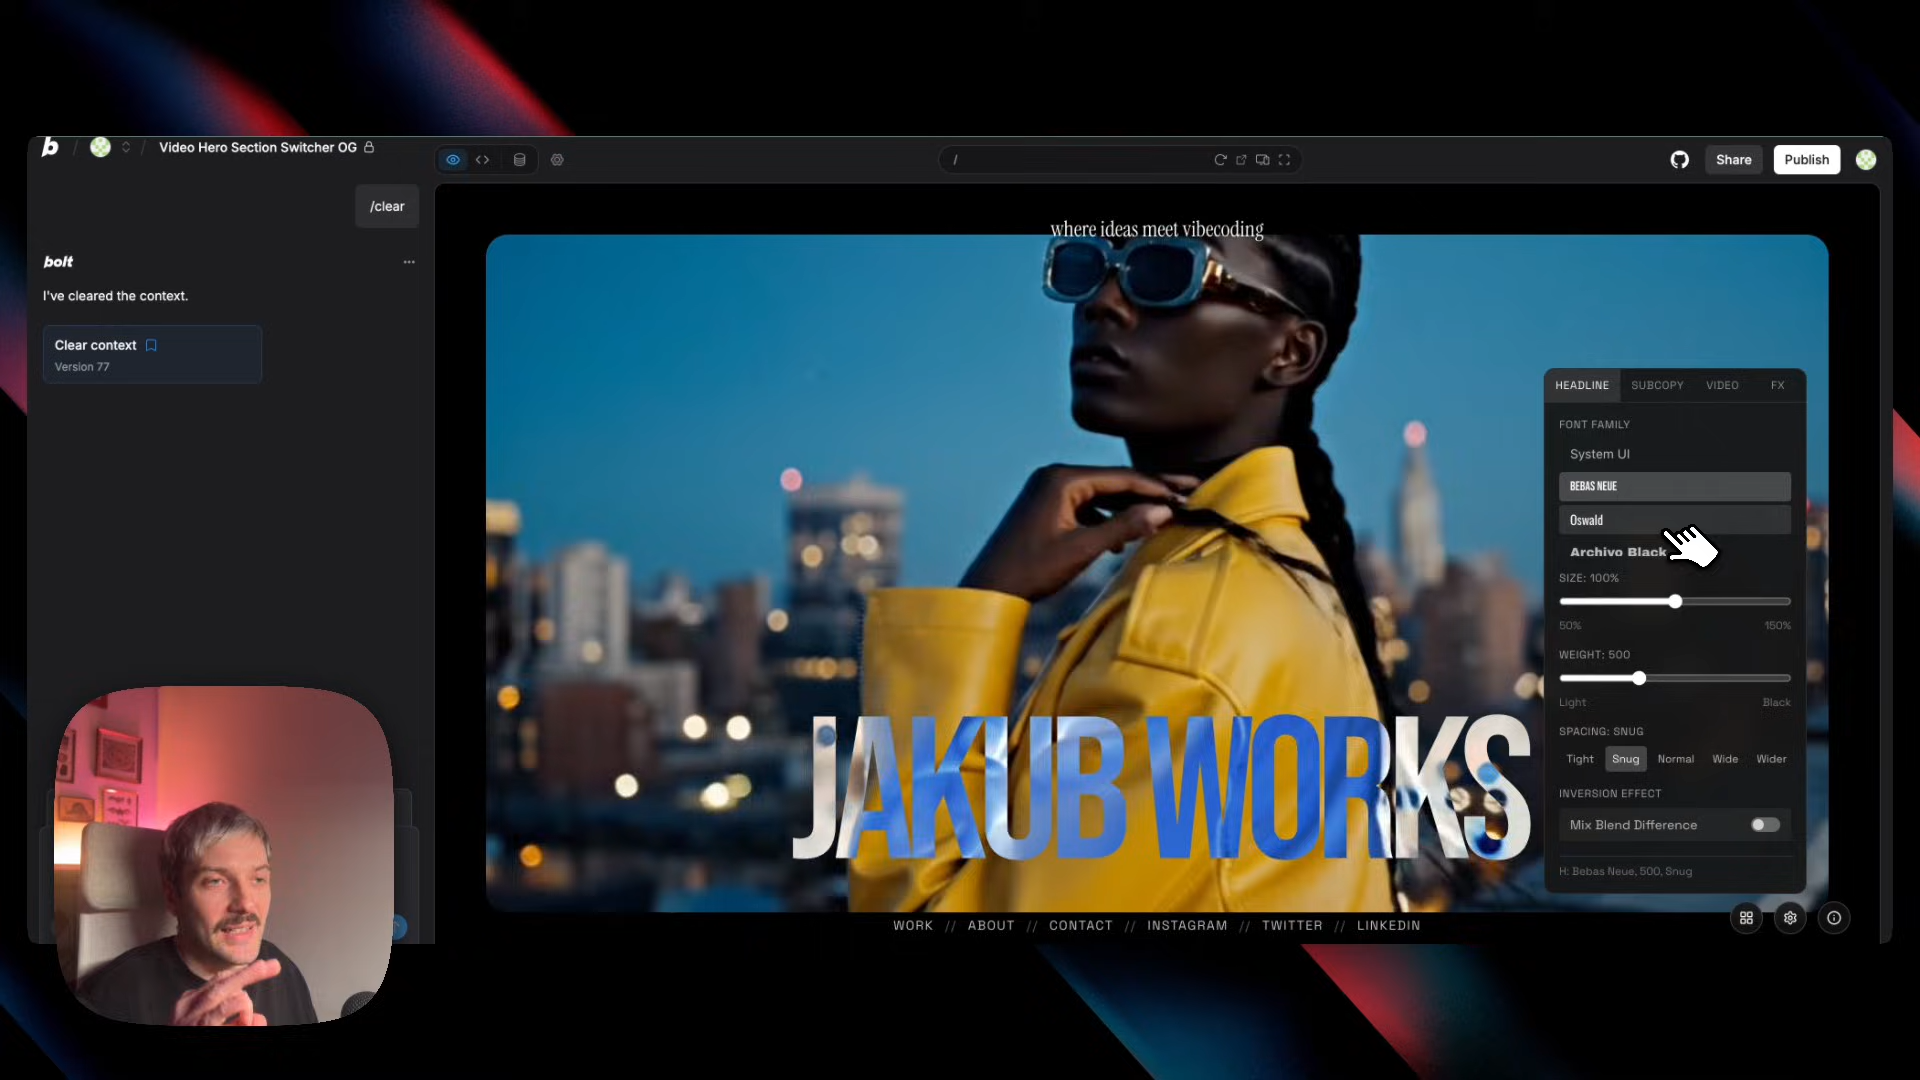 b / / Video Hero Section Switcher OG
/
Share
Publish
/clear
bolt
I've cleared the context.
Clear context
Version 77
where ideas meet vibecoding
JAKUB WORKS
HEADLINE SUBCOPY VIDEO FX
FONT FAMILY
System UI
BEBAS NEUE
Oswald
Archivo Black
SIZE: 100%
50% 150%
WEIGHT: 500
Light Black
SPACING: SNUG
Tight Snug Normal Wide Wider
INVERSION EFFECT
Mix Blend Difference
H: Bebas Neue, 500, Snug
WORK // ABOUT // CONTACT // INSTAGRAM // TWITTER // LINKEDIN